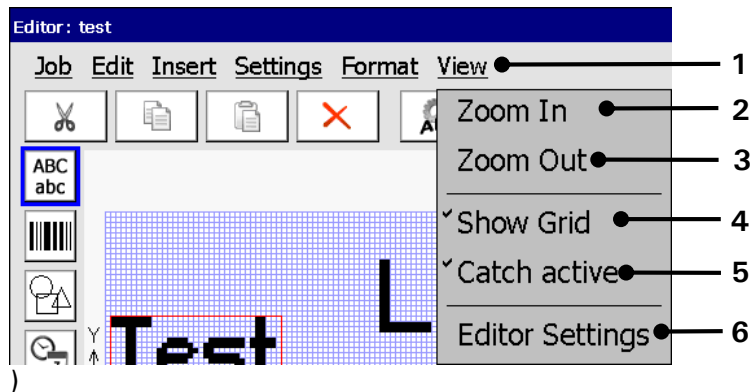 Editor: test
Job Edit Insert Settings Format View 1
Zoom In 2
ABC
abc
Zoom Out 3
Show Grid 4
Catch active 5
Test
Y
Editor Settings 6
)